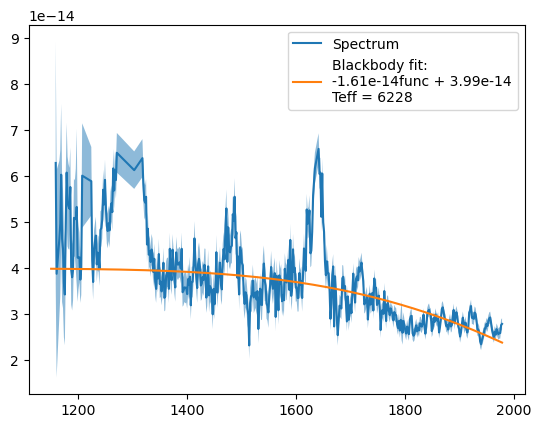 1e−14
Spectrum
Blackbody fit:
-1.61e-14func + 3.99e-14
Teff = 6228
9
8
7
6
5
4
3
2
1200 1400 1600 1800 2000